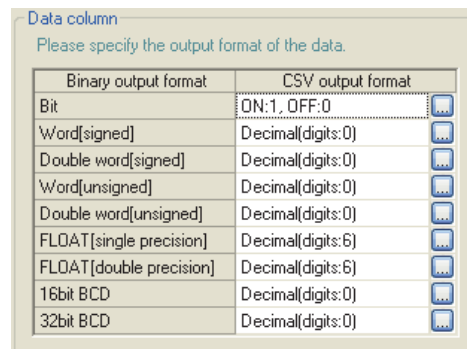 Data column
Please specify the output format of the data.
Binary output format CSV output format
Bit ON:1, OFF:0 ...
Word[signed] Decimal(digits:0) ...
Double word[signed] Decimal(digits:0) ...
Word[unsigned] Decimal(digits:0) ...
Double word[unsigned] Decimal(digits:0) ...
FLOAT[single precision] Decimal(digits:6) ...
FLOAT[double precision] Decimal(digits:6) ...
16bit BCD Decimal(digits:0) ...
32bit BCD Decimal(digits:0) ...